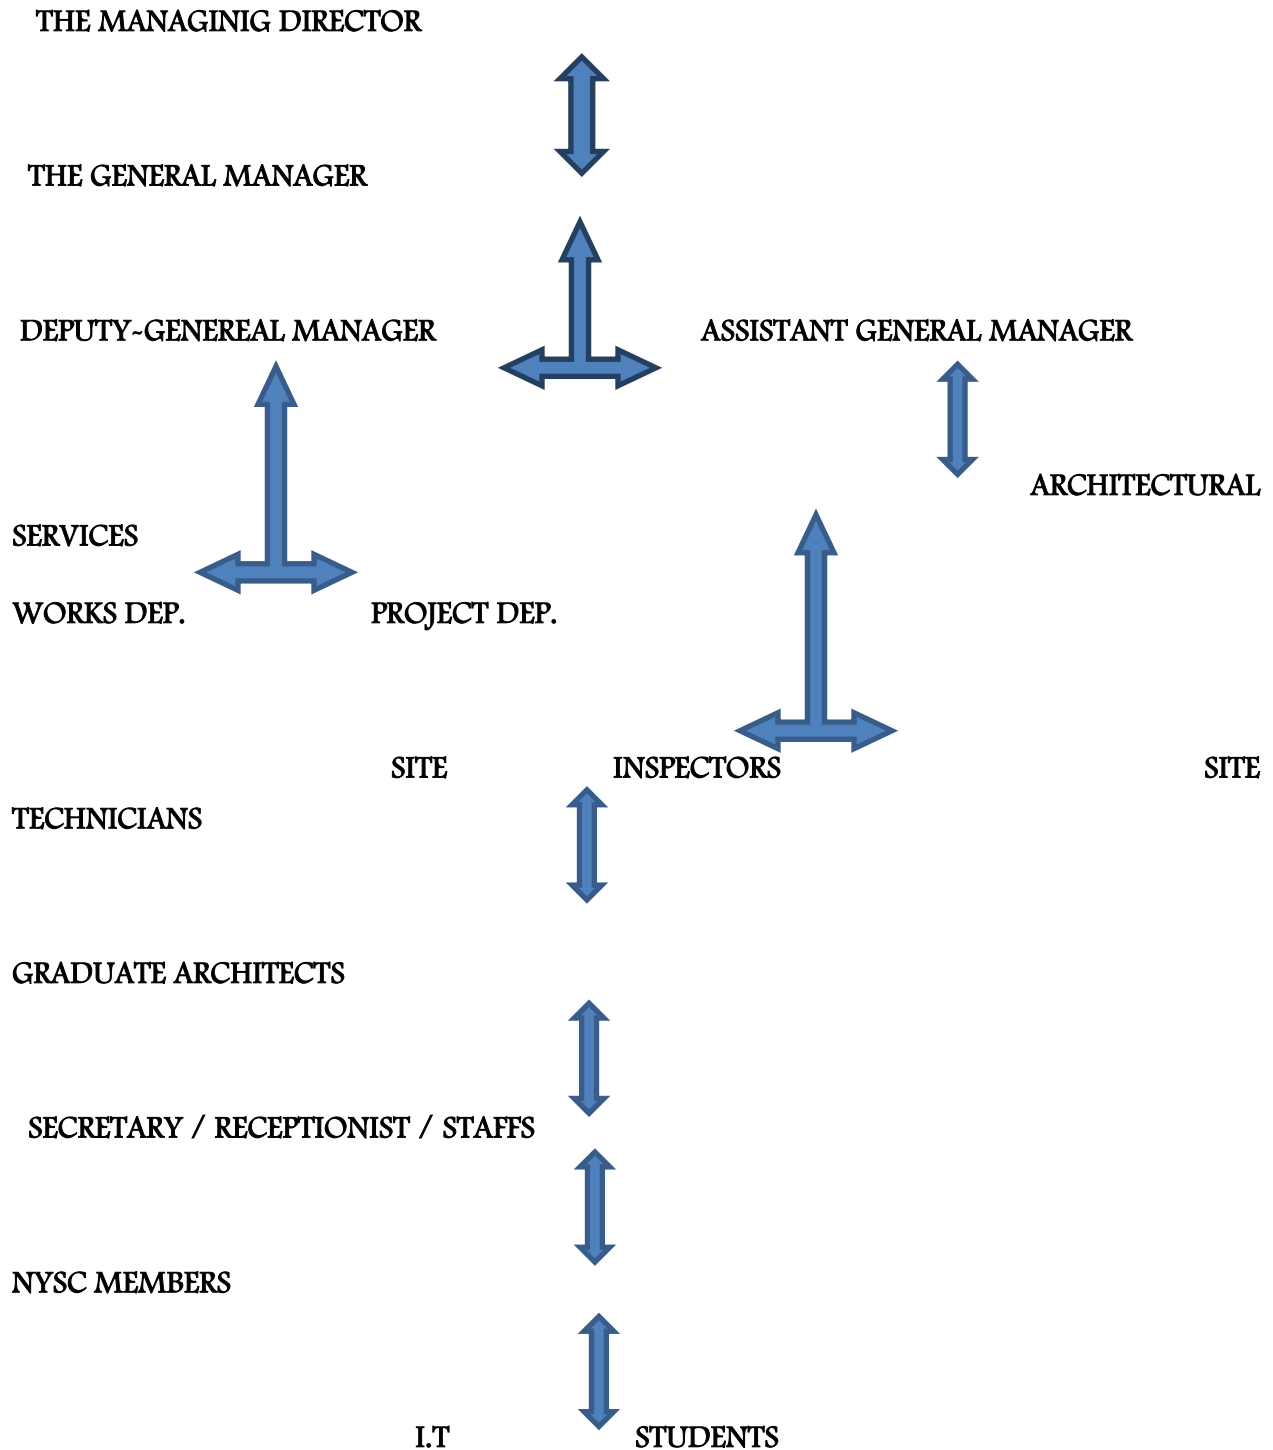 THE MANAGINIG DIRECTOR
THE GENERAL MANAGER
DEPUTY-GENEREAL MANAGER ASSISTANT GENERAL MANAGER
ARCHITECTURAL
SERVICES
WORKS DEP. PROJECT DEP.
SITE INSPECTORS SITE
TECHNICIANS
GRADUATE ARCHITECTS
SECRETARY / RECEPTIONIST / STAFFS
NYSC MEMBERS
I.T STUDENTS